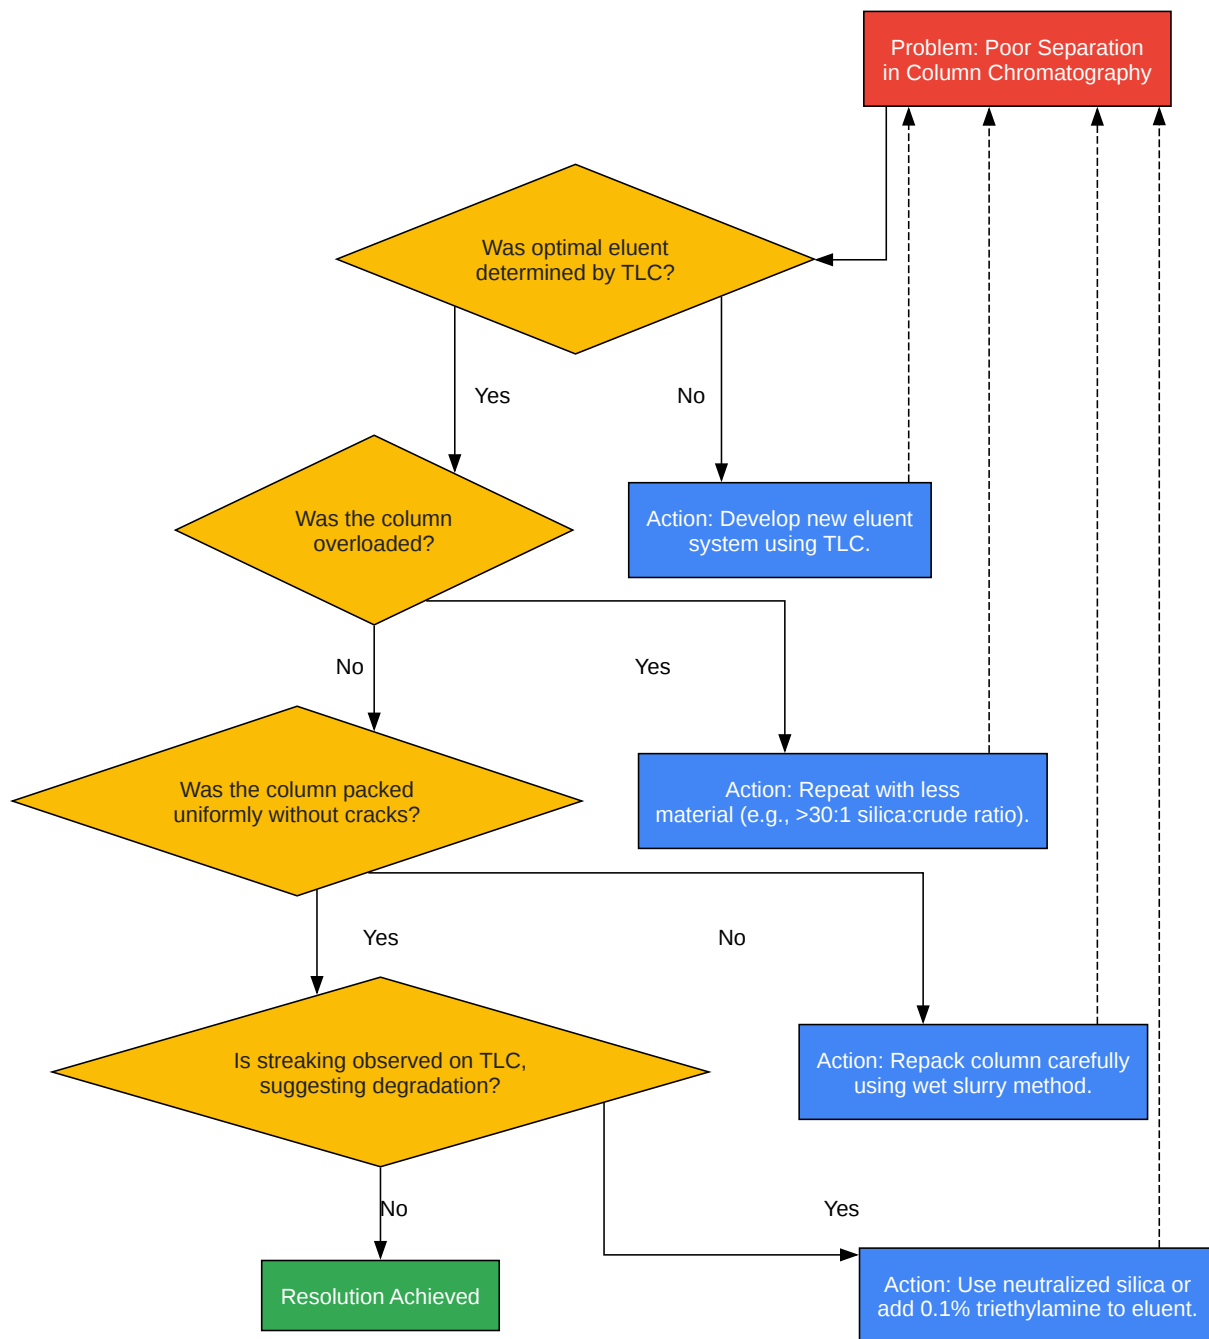 Problem: Poor Separation
in Column Chromatography
Was optimal eluent
determined by TLC?
Yes
No
Was the column
overloaded?
Action: Develop new eluent
system using TLC.
No
Yes
Was the column packed
uniformly without cracks?
Action: Repeat with less
material (e.g., >30:1 silica:crude ratio).
Yes
No
Is streaking observed on TLC,
suggesting degradation?
Action: Repack column carefully
using wet slurry method.
No
Yes
Resolution Achieved
Action: Use neutralized silica or
add 0.1% triethylamine to eluent.